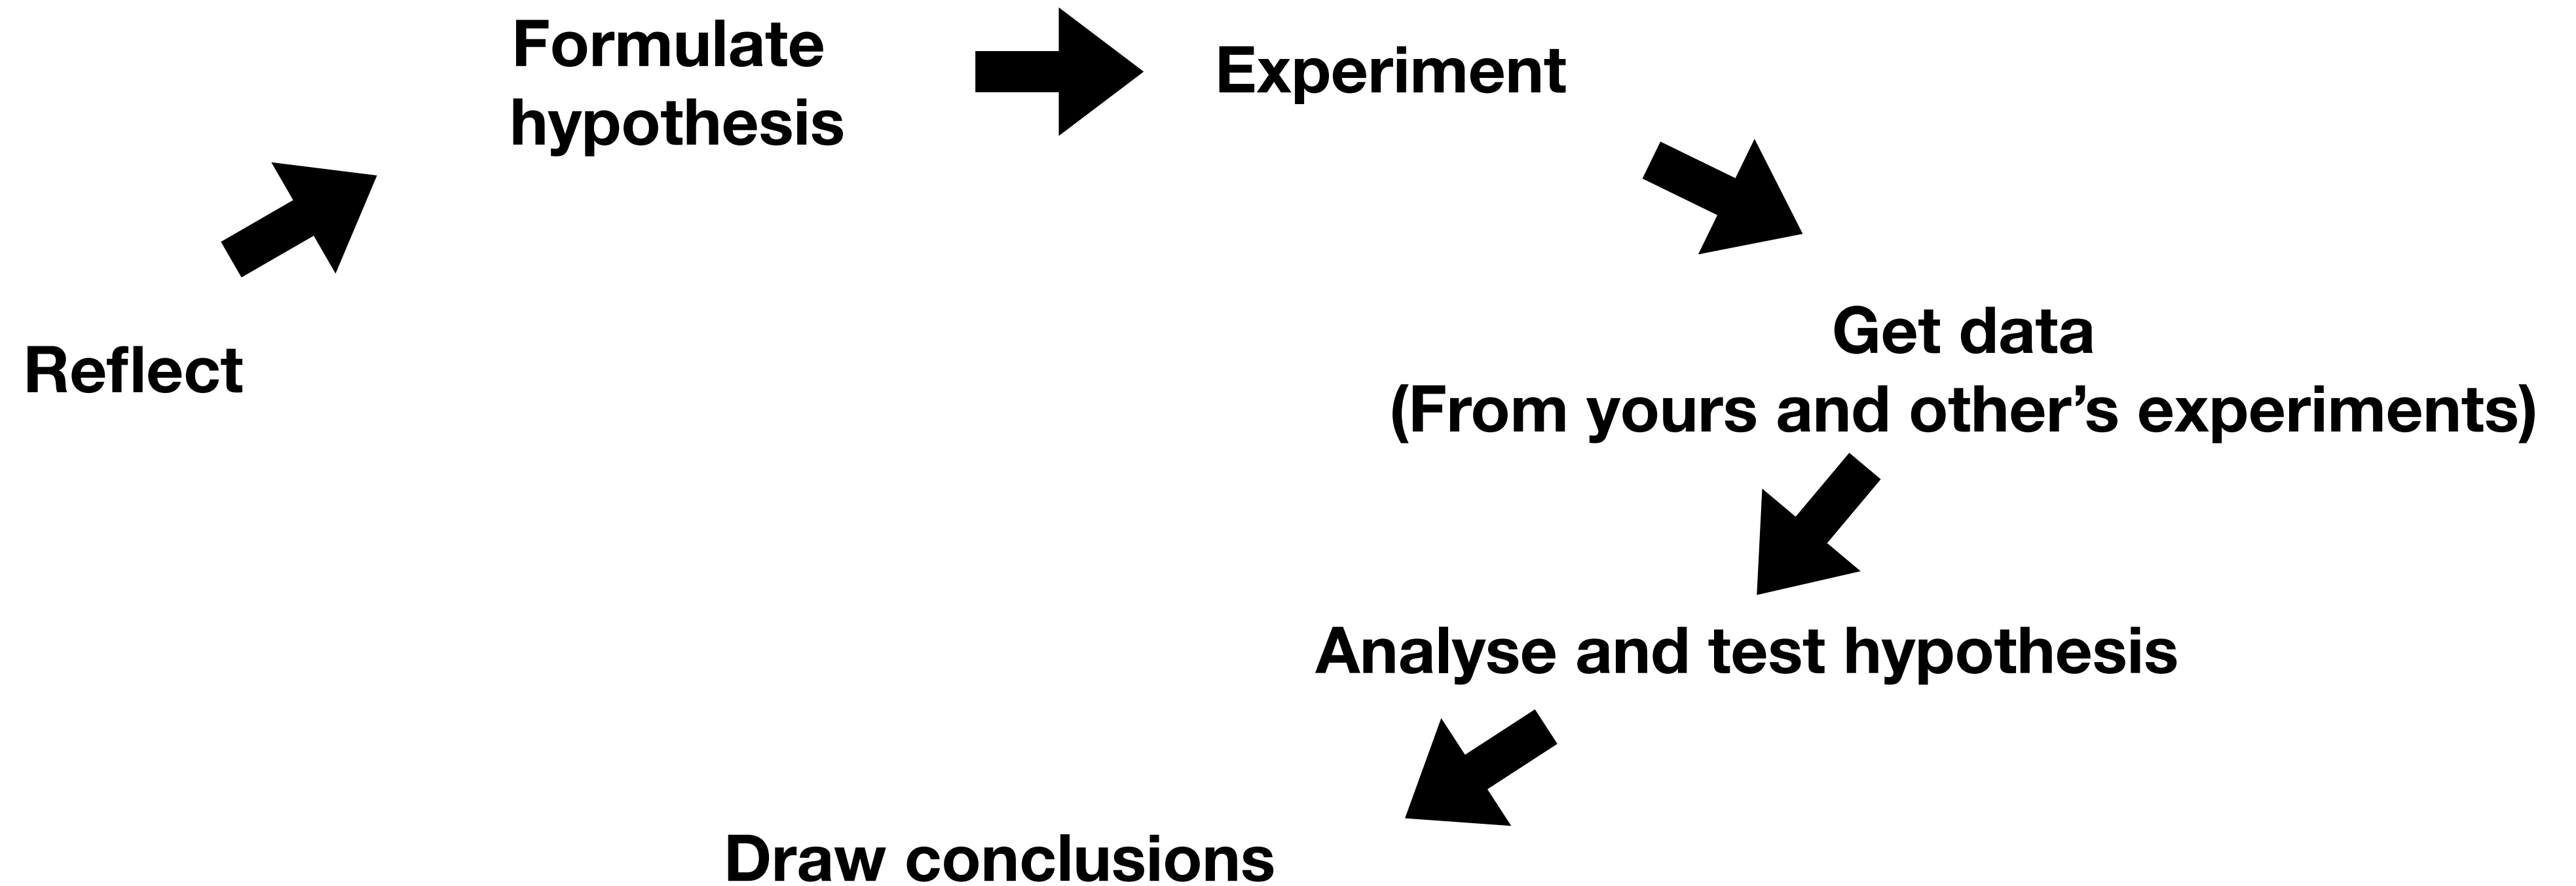 Formulate
hypothesis
Experiment
Reflect
Get data
(From yours and other’s experiments)
Analyse and test hypothesis
Draw conclusions